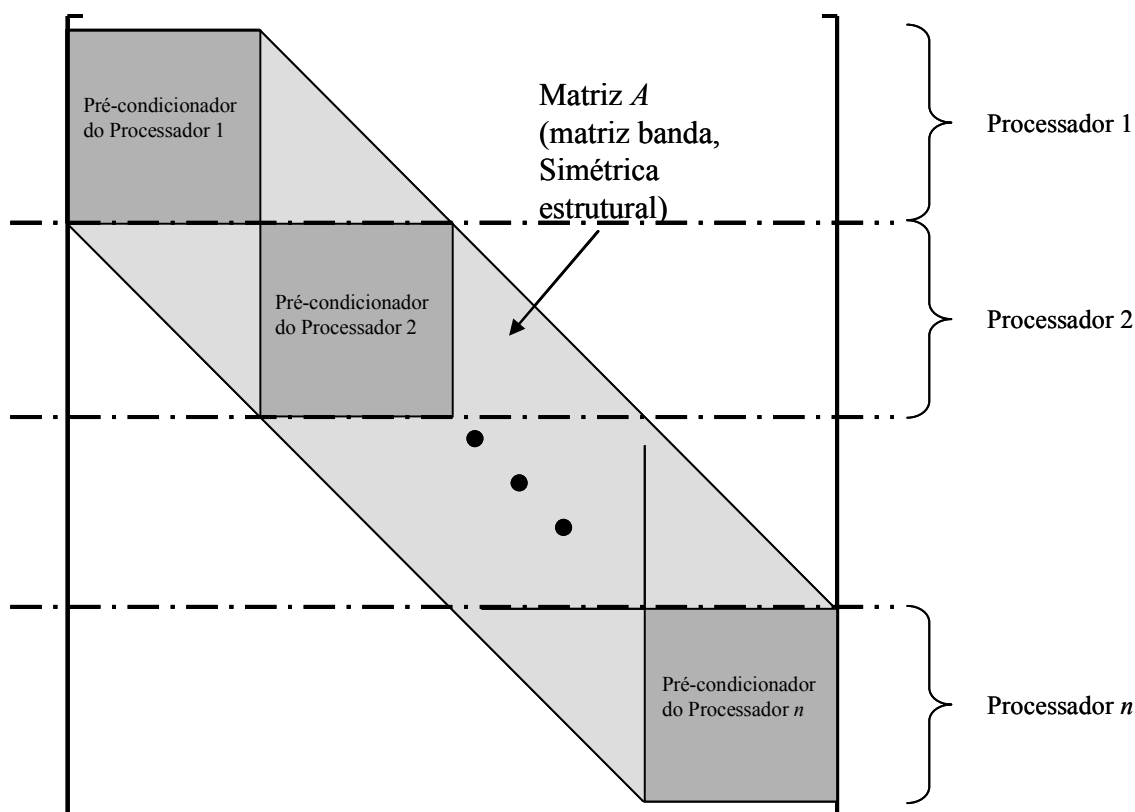 Matriz A
(matriz banda,
Simétrica
estrutural)
Pré-condicionador
do Processador 1
Processador 1
Pré-condicionador
do Processador 2
Processador 2
Pré-condicionador
do Processador n
Processador n